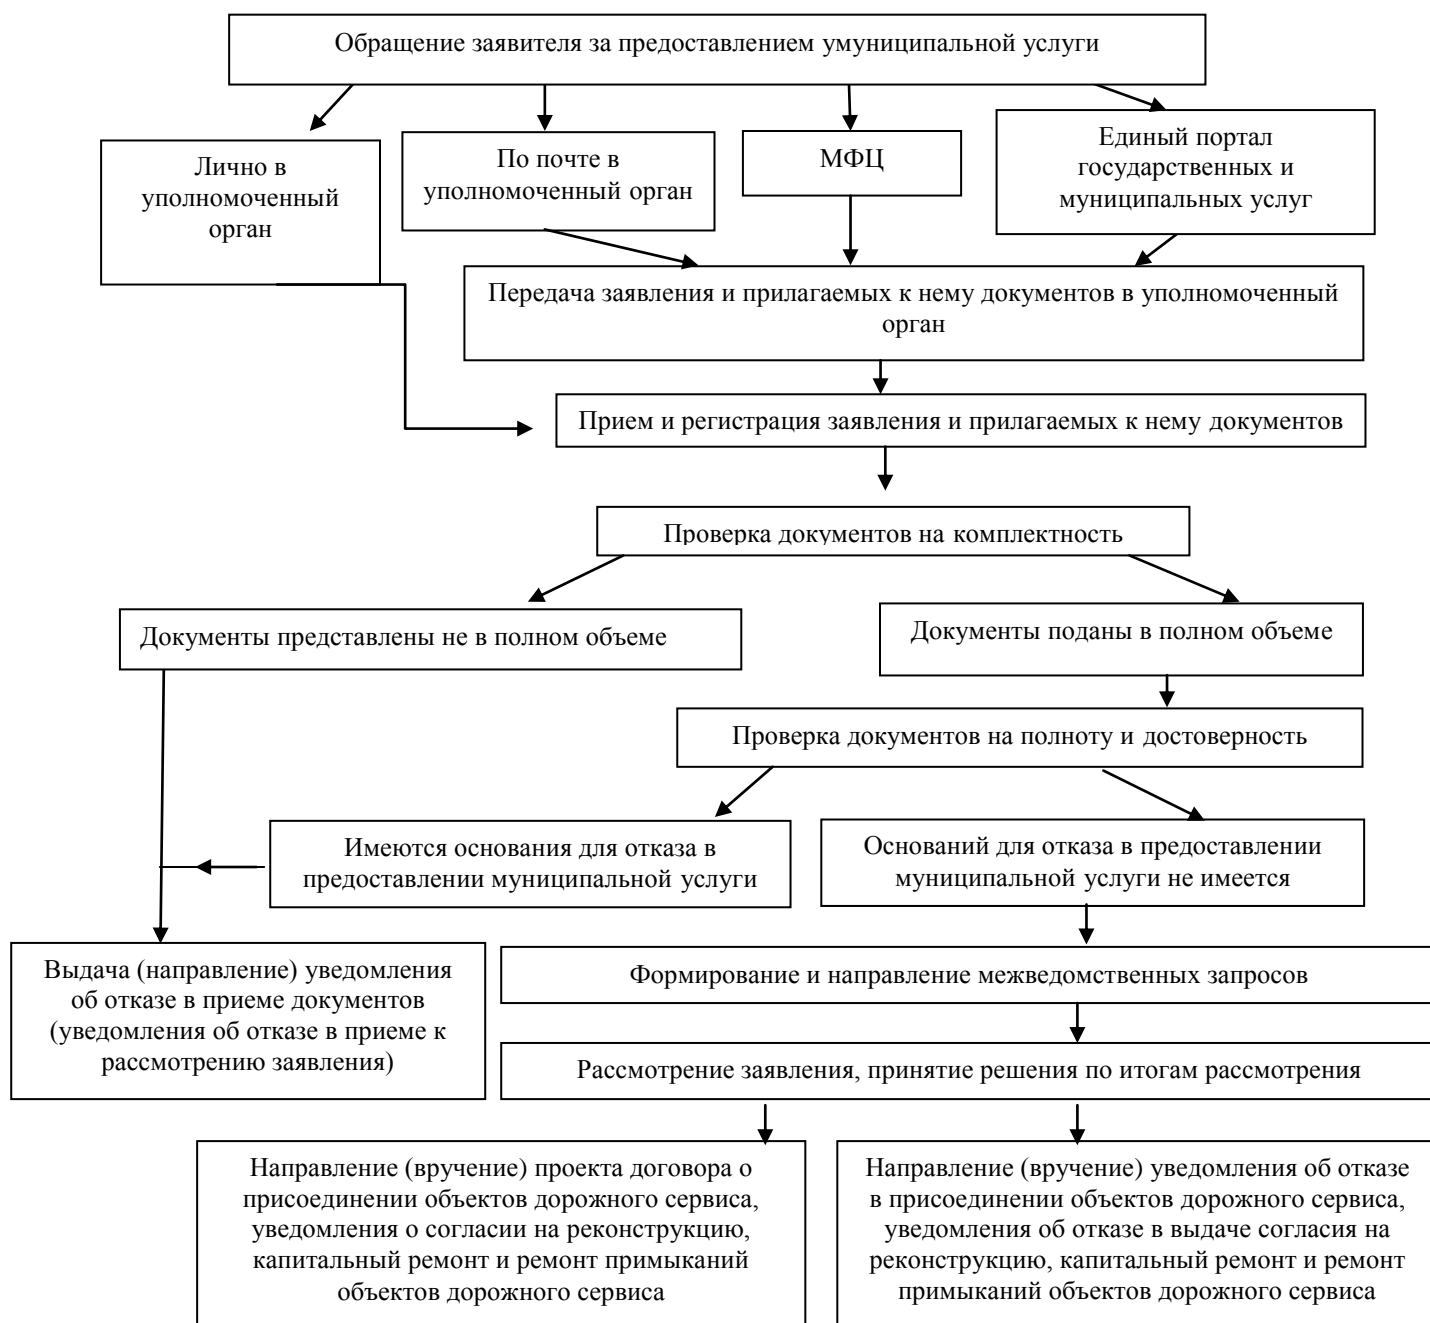 Обращение заявителя за предоставлением умуниципальной услуги
Лично в
уполномоченный
орган
По почте в
уполномоченный орган
МФЦ
Единый портал
государственных и
муниципальных услуг
Передача заявления и прилагаемых к нему документов в уполномоченный
орган
Прием и регистрация заявления и прилагаемых к нему документов
Проверка документов на комплектность
Документы представлены не в полном объеме
Документы поданы в полном объеме
Проверка документов на полноту и достоверность
Имеются основания для отказа в
предоставлении муниципальной услуги
Оснований для отказа в предоставлении
муниципальной услуги не имеется
Выдача (направление) уведомления
об отказе в приеме документов
(уведомления об отказе в приеме к
рассмотрению заявления)
Формирование и направление межведомственных запросов
Рассмотрение заявления, принятие решения по итогам рассмотрения
Направление (вручение) проекта договора о
присоединении объектов дорожного сервиса,
уведомления о согласии на реконструкцию,
капитальный ремонт и ремонт примыканий
объектов дорожного сервиса
Направление (вручение) уведомления об отказе
в присоединении объектов дорожного сервиса,
уведомления об отказе в выдаче согласия на
реконструкцию, капитальный ремонт и ремонт
примыканий объектов дорожного сервиса